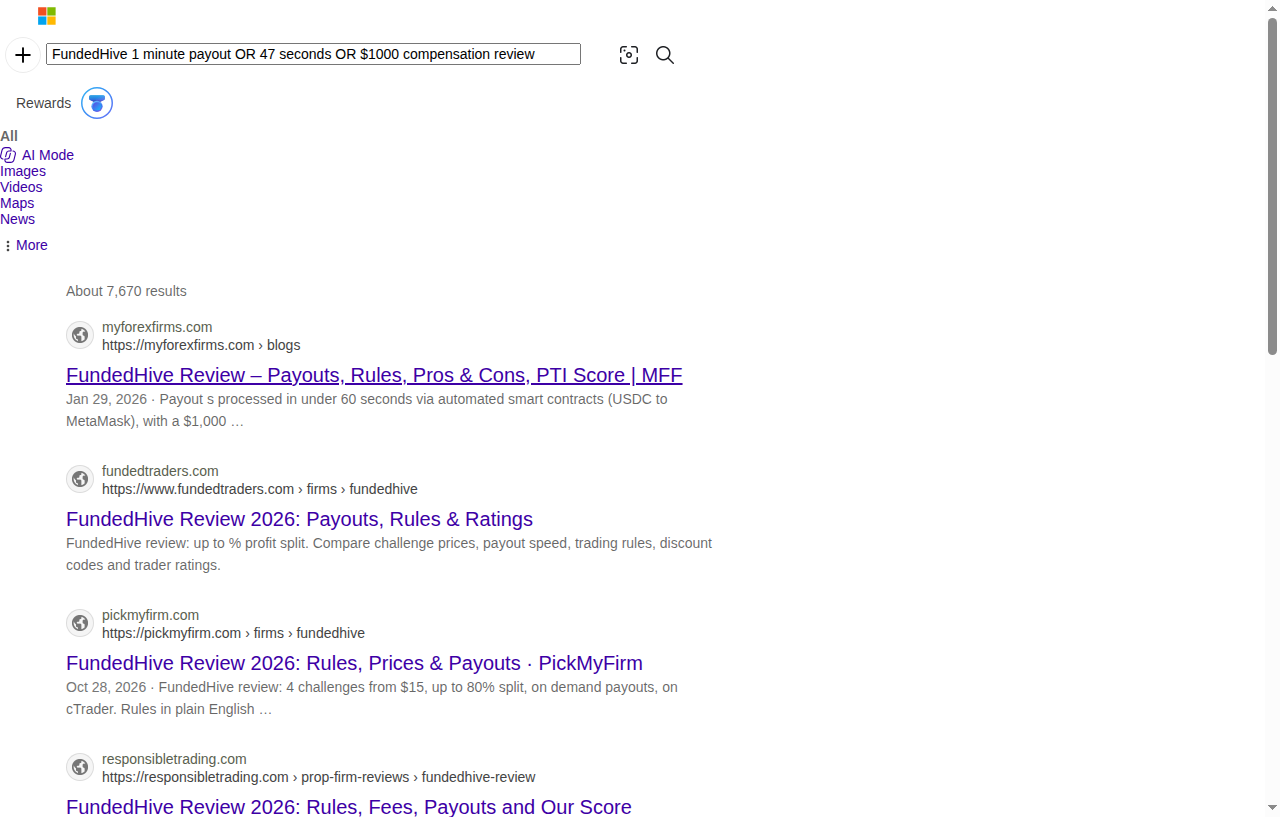 FundedHive 1 minute payout OR 47 seconds OR $1000 compensation review
Rewards
All
AI Mode
Images
Videos
Maps
News
More
About 7,670 results
myforexfirms.com
https://myforexfirms.com › blogs
FundedHive Review – Payouts, Rules, Pros & Cons, PTI Score | MFF
Jan 29, 2026 · Payout s processed in under 60 seconds via automated smart contracts (USDC to
MetaMask), with a $1,000 …
fundedtraders.com
https://www.fundedtraders.com › firms › fundedhive
FundedHive Review 2026: Payouts, Rules & Ratings
FundedHive review: up to % profit split. Compare challenge prices, payout speed, trading rules, discount
codes and trader ratings.
pickmyfirm.com
https://pickmyfirm.com › firms › fundedhive
FundedHive Review 2026: Rules, Prices & Payouts · PickMyFirm
Oct 28, 2026 · FundedHive review: 4 challenges from $15, up to 80% split, on demand payouts, on
cTrader. Rules in plain English …
responsibletrading.com
https://responsibletrading.com › prop-firm-reviews › fundedhive-review
FundedHive Review 2026: Rules, Fees, Payouts and Our Score